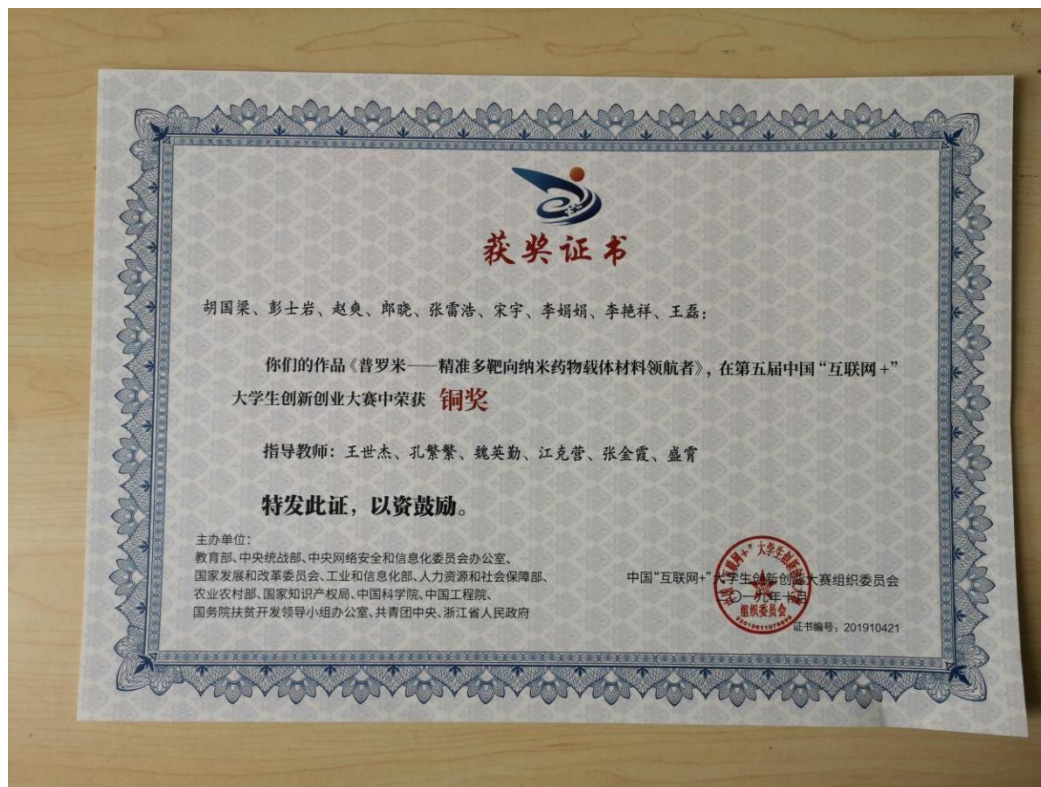 获奖证书
胡国梁、彭士岩、赵爽、郎晓、张雷浩、宋宇、李娟娟、李艳祥、王磊：
你们的作品《普罗米——精准多靶向纳米药物载体材料领航者》，在第五届中国“互联网+”
大学生创新创业大赛中荣获 铜奖
指导教师：王世杰、孔繁繁、魏英勤、江克营、张金霞、盛霄
特发此证，以资鼓励。
主办单位：
教育部、中央统战部、中央网络安全和信息化委员会办公室、
国家发展和改革委员会、工业和信息化部、人力资源和社会保障部、
农业农村部、国家知识产权局、中国科学院、中国工程院、
国务院扶贫开发领导小组办公室、共青团中央、浙江省人民政府
中国“互联网+”大学生创新创业大赛组织委员会
二〇一九年十月
组织委员会
证书编号：201910421